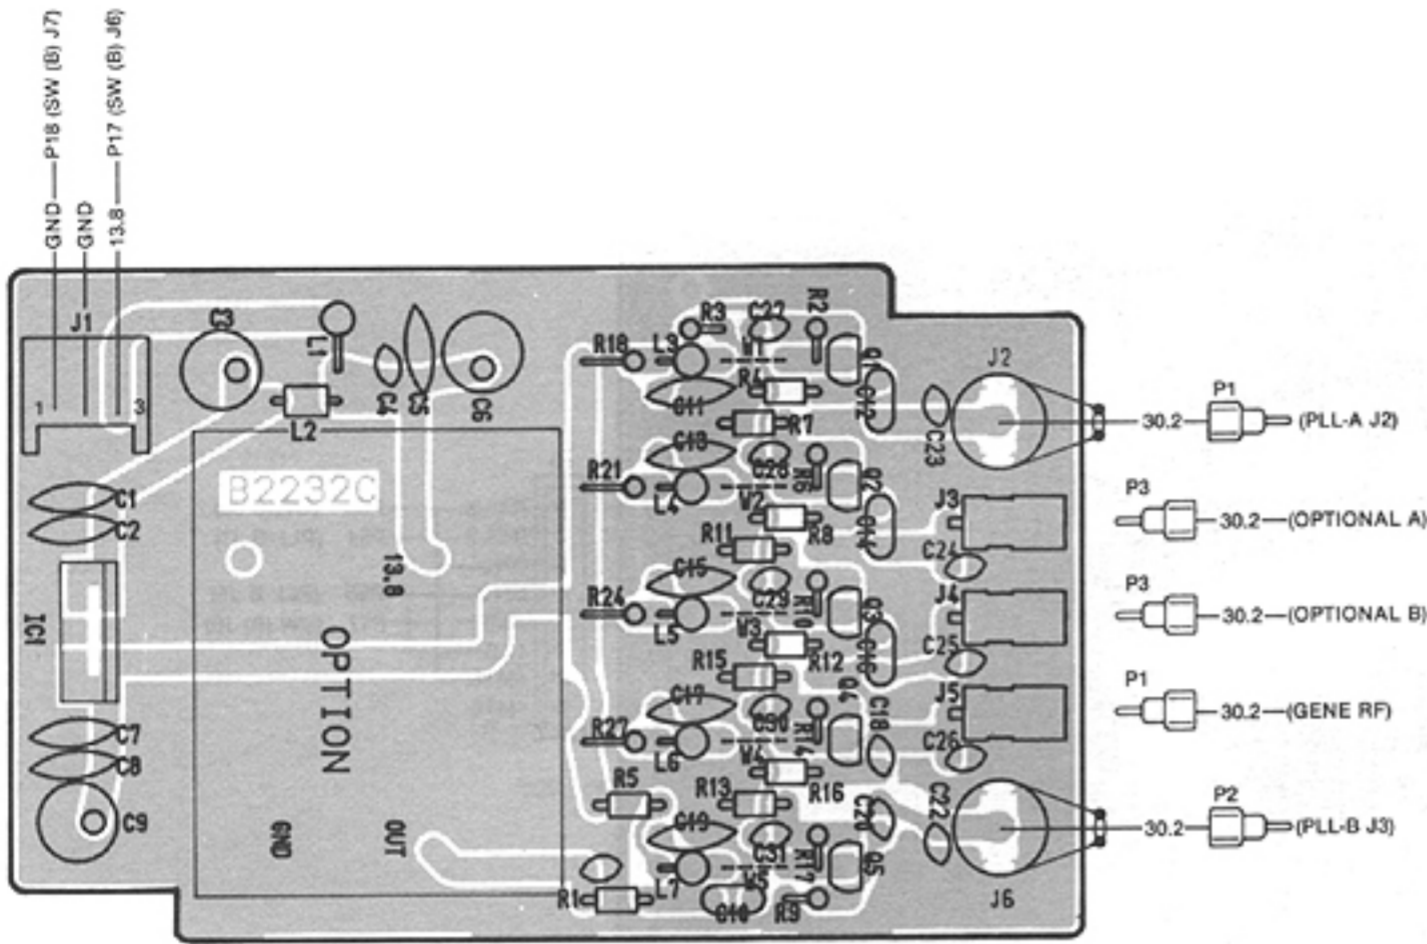 GND—P18 (SW (B) J7)
GND
13.8—P17 (SW (B) J6)
J1
1
3
C3
L1
L2
C4
C5
C6
C1
C2
B2232C
IC1
13.8
OPTION
GND
OUT
C7
C8
C9
R18
L3
R3
C27
R2
W1
R4
Q1
C11
C12
R7
C23
J2
P1
30.2
(PLL-A J2)
C13
C28
R6
Q2
R21
L4
W2
R11
R8
C14
J3
C24
P3
30.2
(OPTIONAL A)
C15
C29
R10
Q3
R24
L5
W3
R15
R12
C16
J4
C25
P3
30.2
(OPTIONAL B)
C17
C30
R14
Q4
C18
R27
L6
W4
R13
R16
J5
C26
P1
30.2
(GENE RF)
R5
C19
C31
R17
Q5
C20
C22
R1
L7
W5
C10
R9
J6
P2
30.2
(PLL-B J3)